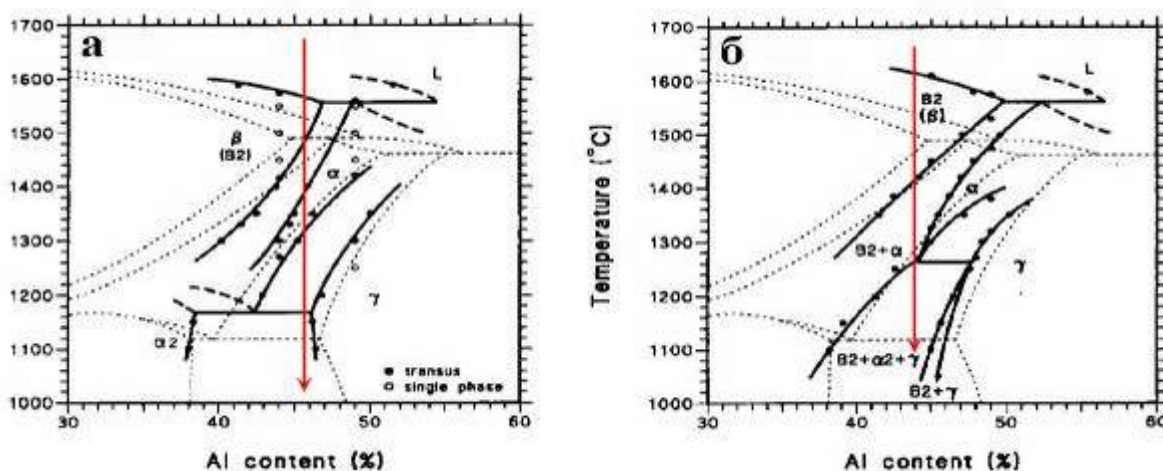 а
1700
1600
1500
1400
1300
1200
1100
1000
L
β
(B2)
α
γ
α2
● transus
○ single phase
30 40 50 60
Al content (%)
б
Temperature (°C)
1700
1600
1500
1400
1300
1200
1100
1000
L
B2
(β)
α
B2+α
γ
B2+α2+γ
B2+γ
30 40 50 60
Al content (%)